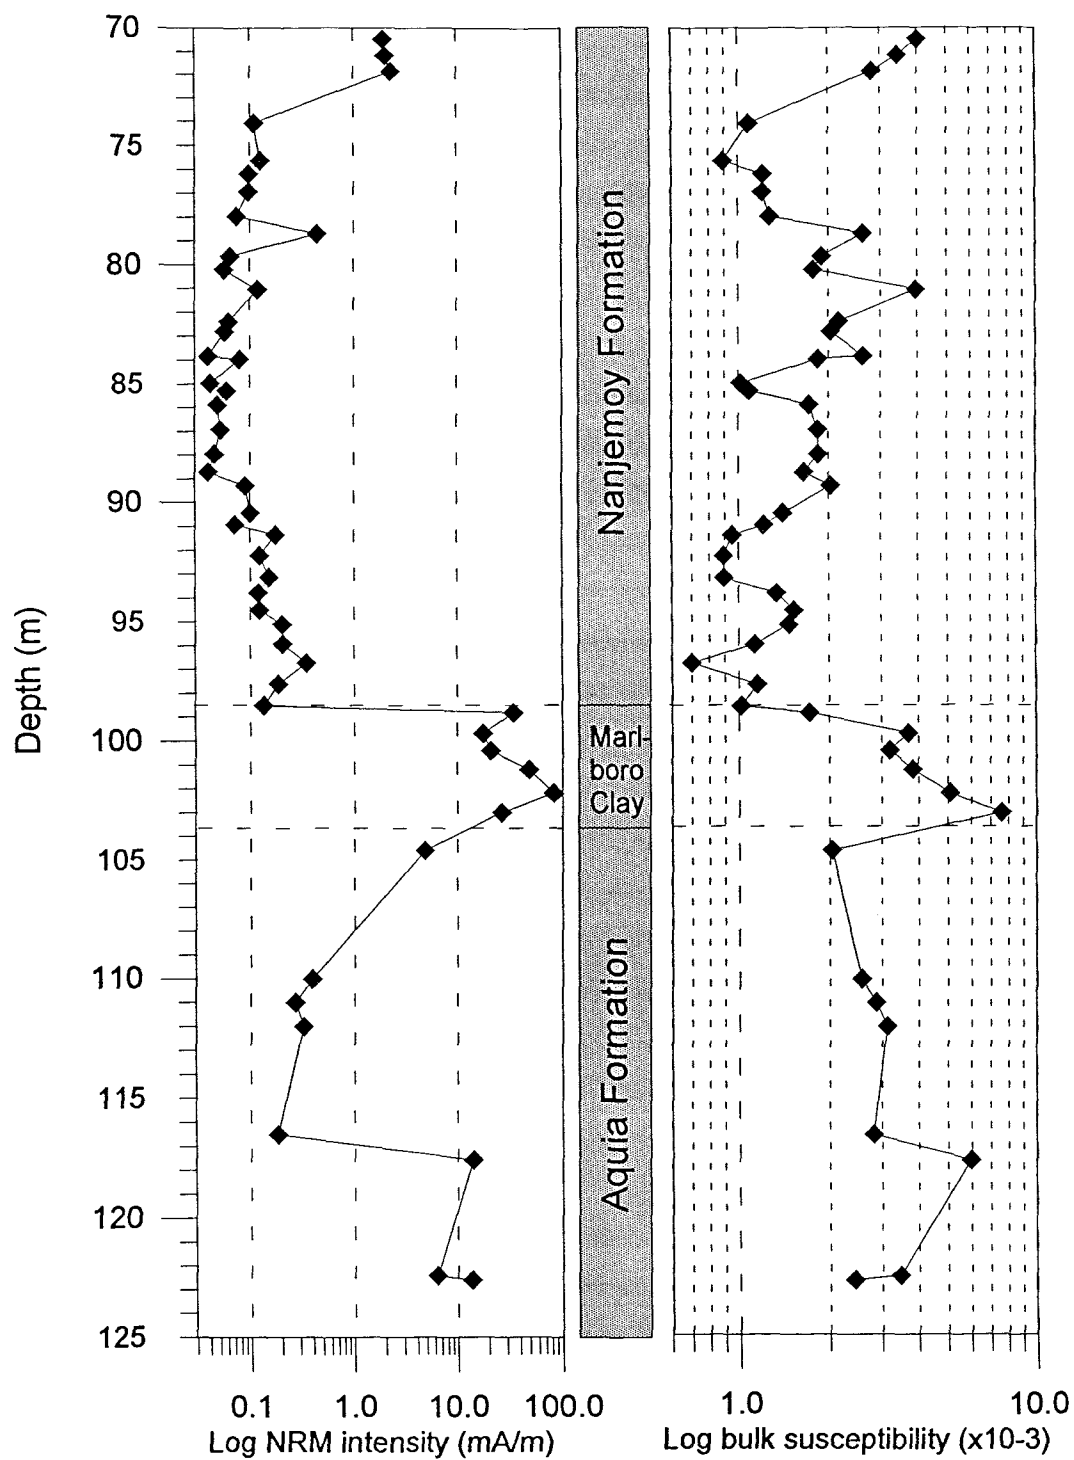 70
75
80
85
90
95
100
105
110
115
120
125
Depth (m)
0.1 1.0 10.0 100.0
Log NRM intensity (mA/m)
Nanjemoy Formation
Marl-
boro
Clay
Aquia Formation
1.0 10.0
Log bulk susceptibility (x10-3)